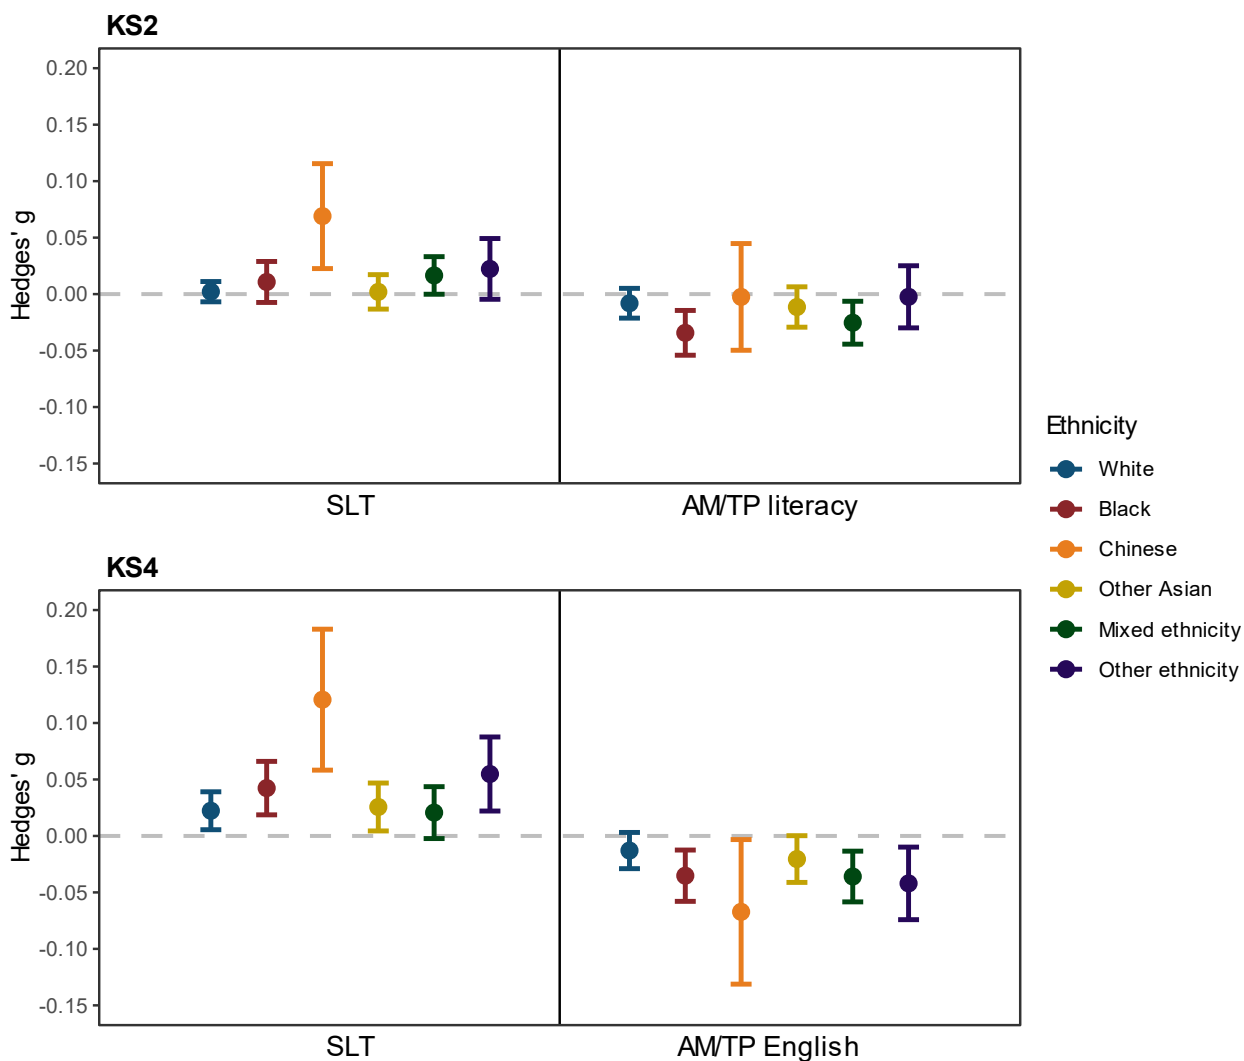 KS2
0.20
0.15
0.10
0.05
0.00
-0.05
-0.10
-0.15
Hedges' g
SLT
AM/TP literacy
KS4
0.20
0.15
0.10
0.05
0.00
-0.05
-0.10
-0.15
Hedges' g
SLT
AM/TP English
Ethnicity
White
Black
Chinese
Other Asian
Mixed ethnicity
Other ethnicity